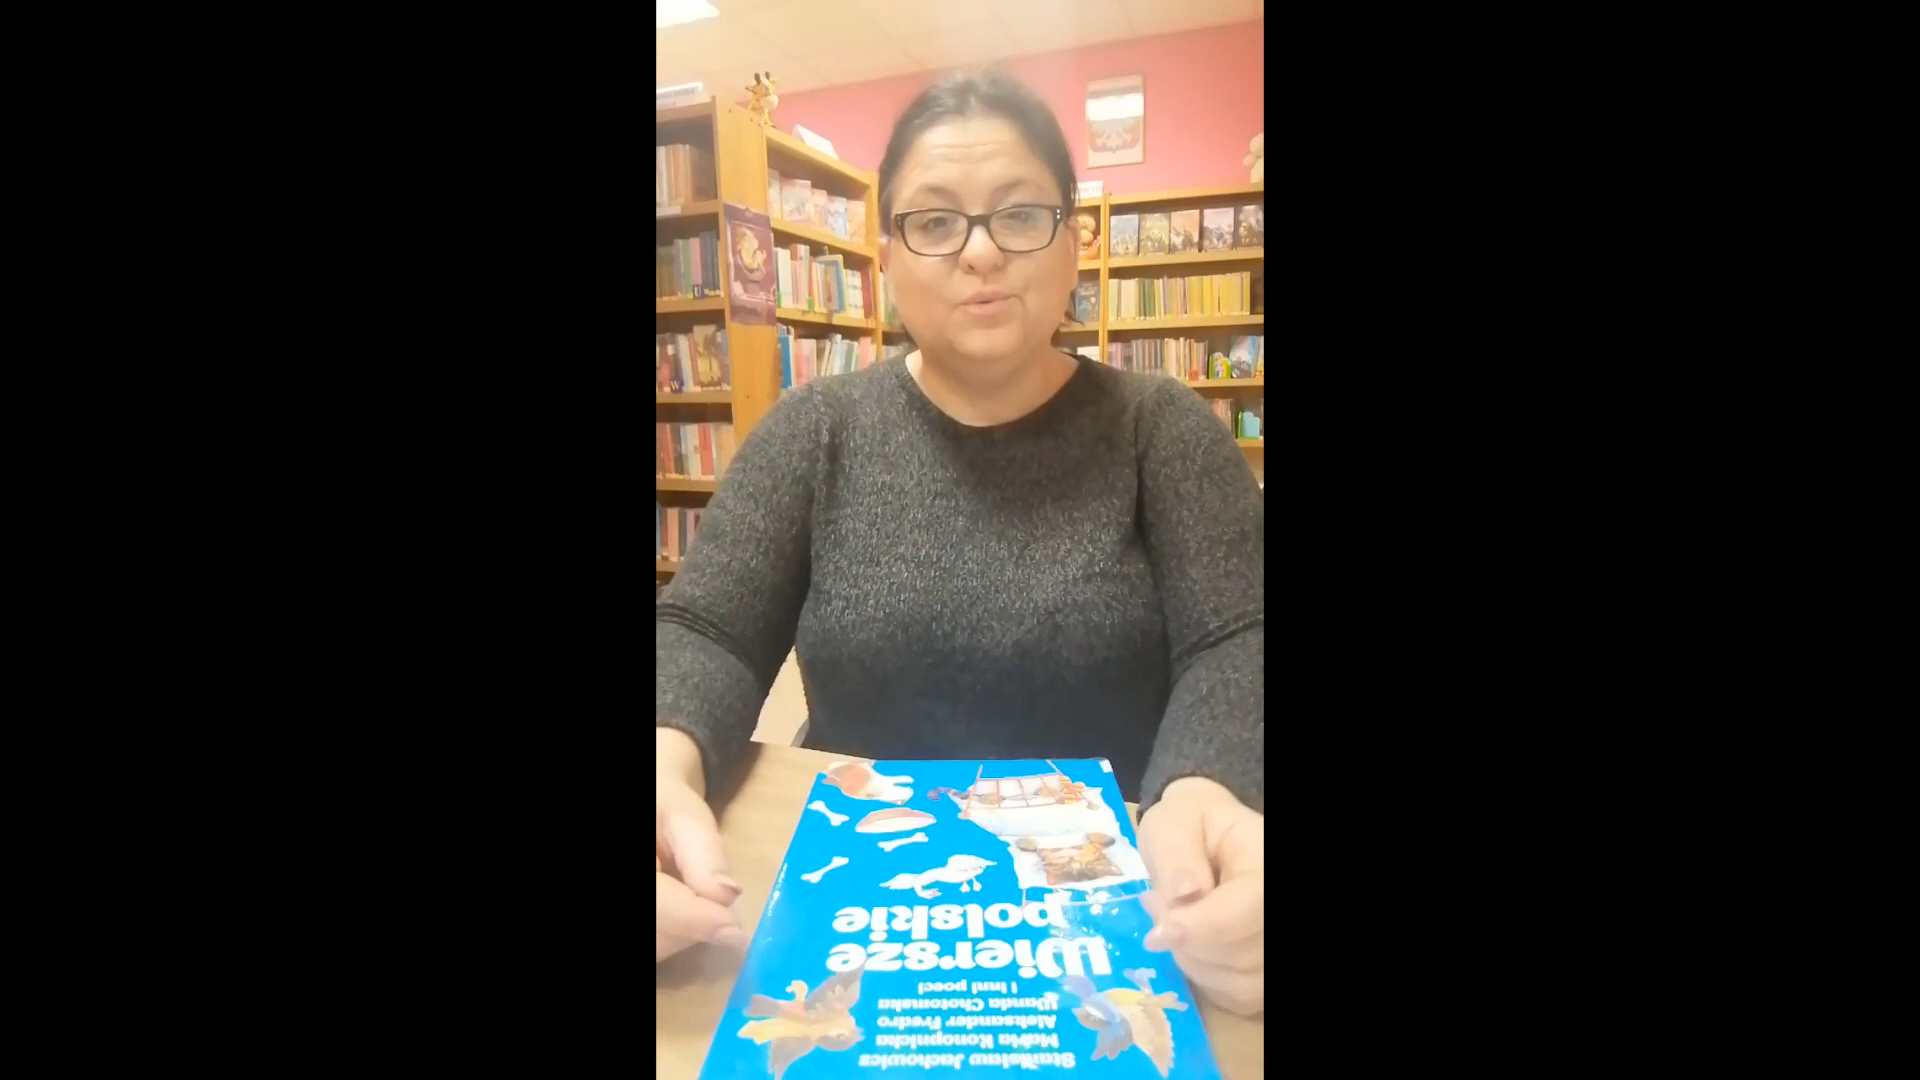 Stanisław Jachowicz
Maria Konopnicka
Aleksander Fredro
Wanda Chotomska
i inni poeci
Wiersze
polskie
U
W